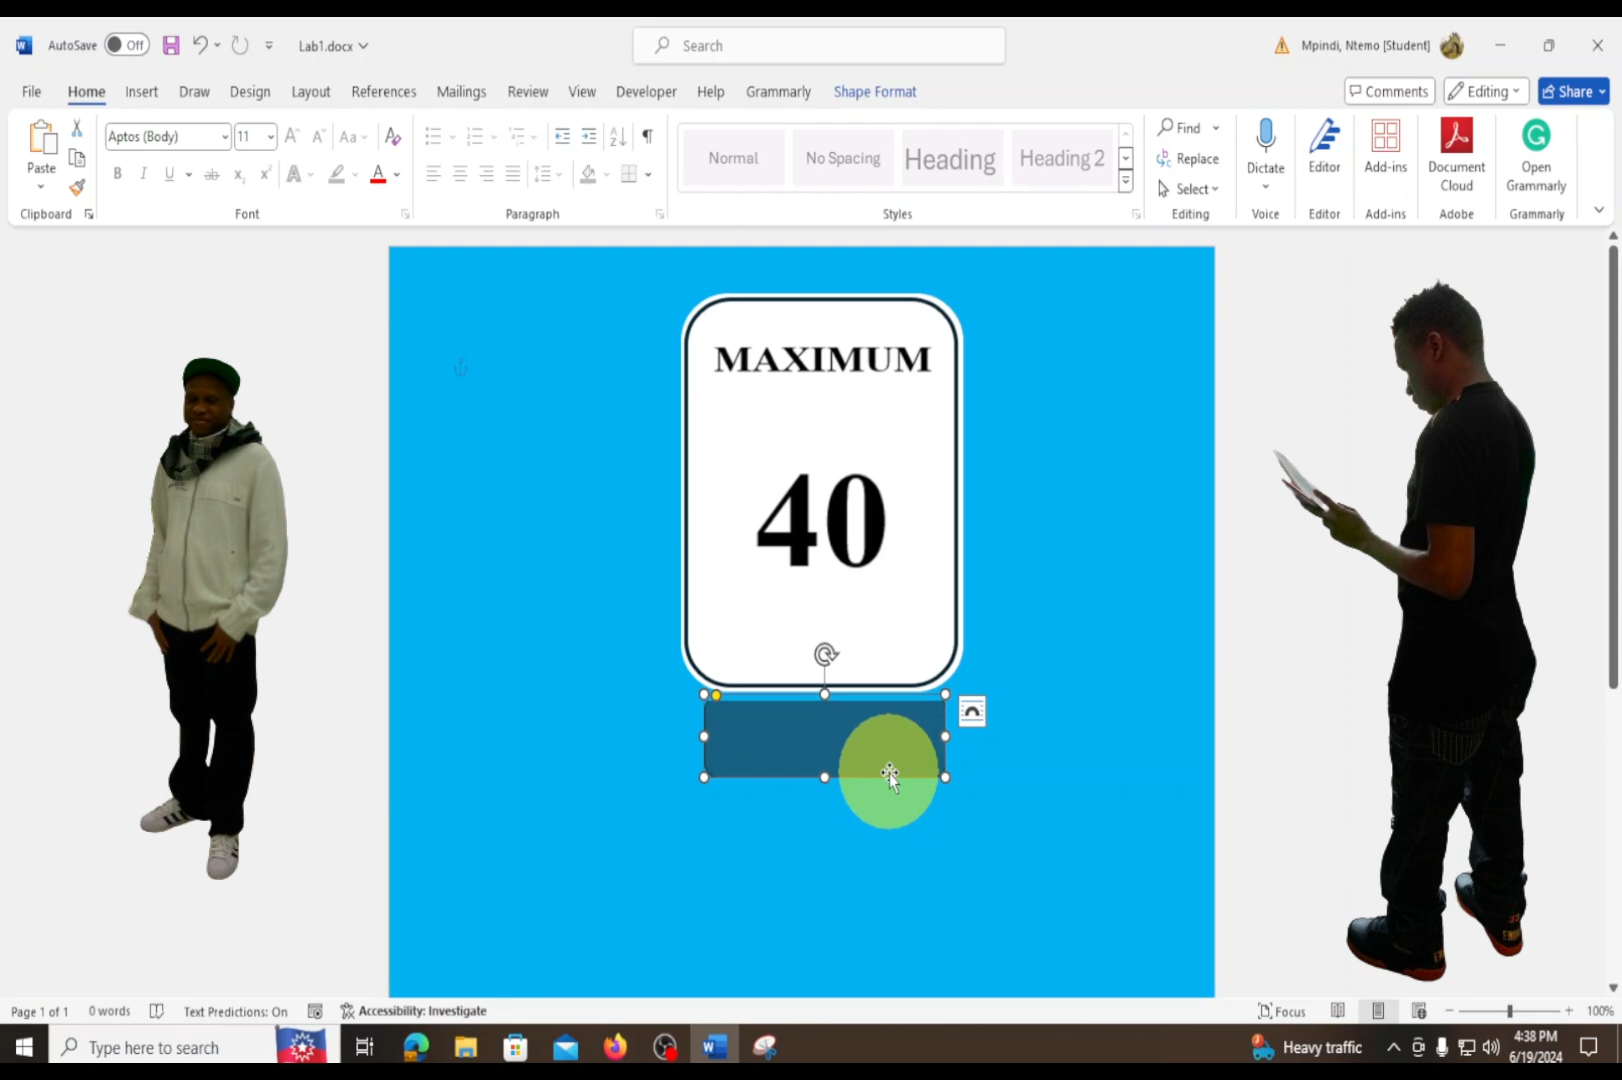 AutoSave Off Lab1.docx Search Mpindi, Ntemo [Student]
File Home Insert Draw Design Layout References Mailings Review View Developer Help Grammarly Shape Format Comments Editing Share
Aptos (Body) 11 Aa
Paste
B I U ab x x A A
A Z
Normal No Spacing Heading Heading 2
Find
Replace
Select
Dictate Editor Add-ins Document Cloud Open Grammarly
Clipboard Font Paragraph Styles Editing Voice Editor Add-ins Adobe Grammarly
MAXIMUM
40
Page 1 of 1 0 words Text Predictions: On Accessibility: Investigate Focus 100%
Type here to search Heavy traffic 4:38 PM
6/19/2024